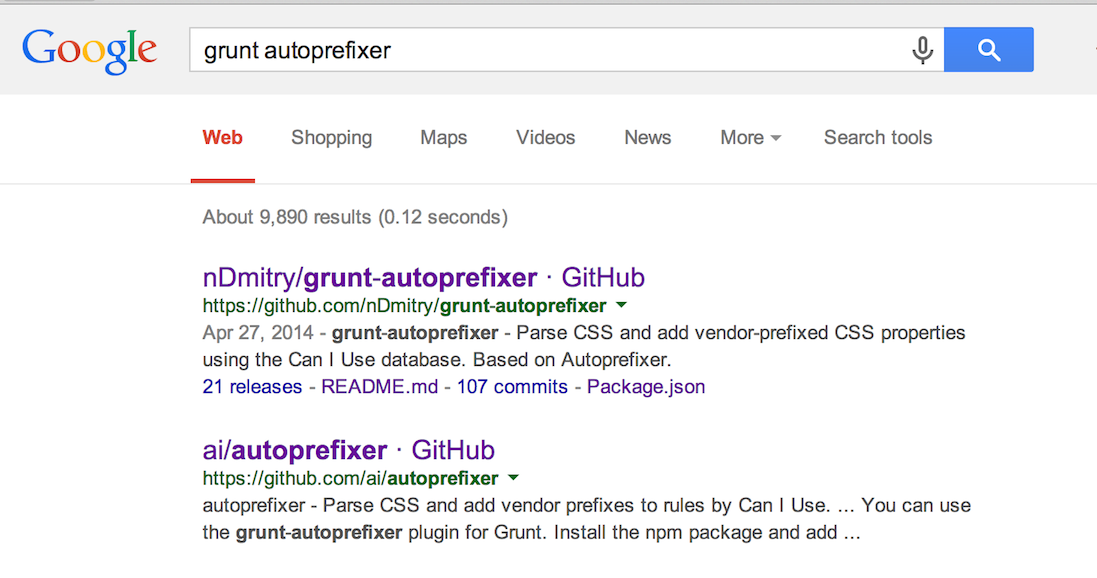 Google
grunt autoprefixer
Web Shopping Maps Videos News More Search tools
About 9,890 results (0.12 seconds)
nDmitry/grunt-autoprefixer · GitHub
https://github.com/nDmitry/grunt-autoprefixer
Apr 27, 2014 - grunt-autoprefixer - Parse CSS and add vendor-prefixed CSS properties
using the Can I Use database. Based on Autoprefixer.
21 releases - README.md - 107 commits - Package.json
ai/autoprefixer · GitHub
https://github.com/ai/autoprefixer
autoprefixer - Parse CSS and add vendor prefixes to rules by Can I Use. ... You can use
the grunt-autoprefixer plugin for Grunt. Install the npm package and add ...